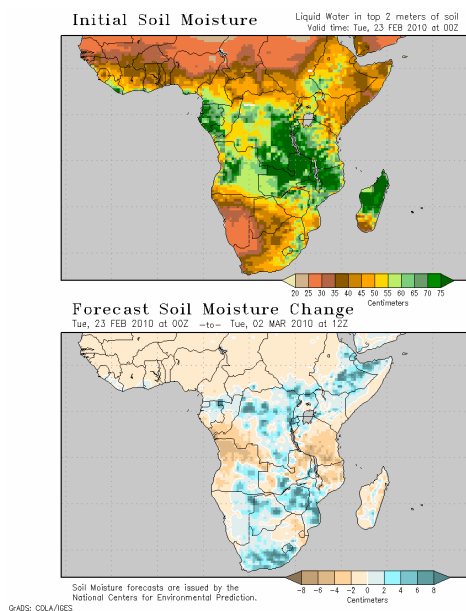 Initial Soil Moisture
Liquid Water in top 2 meters of soil
Valid time: Tue, 23 FEB 2010 at 00Z
20 25 30 35 40 45 50 55 60 65 70 75
Centimeters
Forecast Soil Moisture Change
Tue, 23 FEB 2010 at 00Z -to- Tue, 02 MAR 2010 at 12Z
-8 -6 -4 -2 0 2 4 6 8
Centimeters
Soil Moisture forecasts are issued by the
National Centers for Environmental Prediction.
GrADS: COLA/IGES